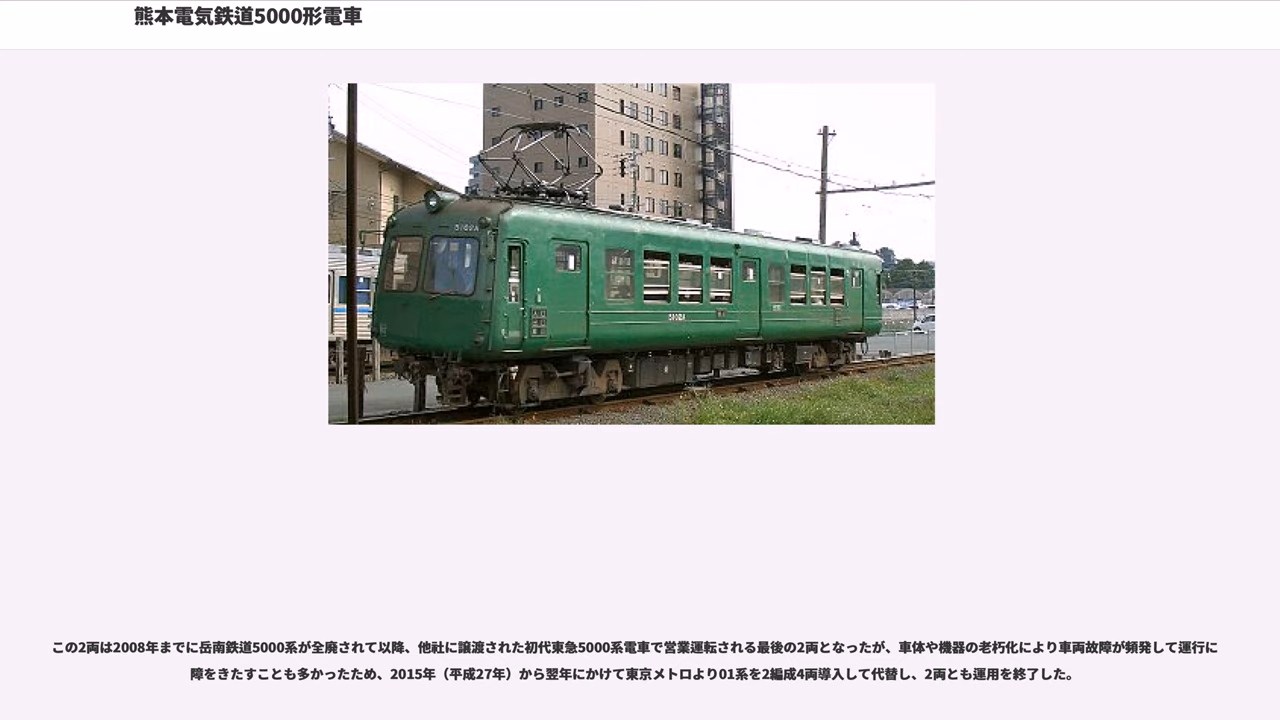 熊本電気鉄道5000形電車
5102A
5102A
この2両は2008年までに岳南鉄道5000系が全廃されて以降、他社に譲渡された初代東急5000系電車で営業運転される最後の2両となったが、車体や機器の老朽化により車両故障が頻発して運行に
障をきたすことも多かったため、2015年（平成27年）から翌年にかけて東京メトロより01系を2編成4両導入して代替し、2両とも運用を終了した。